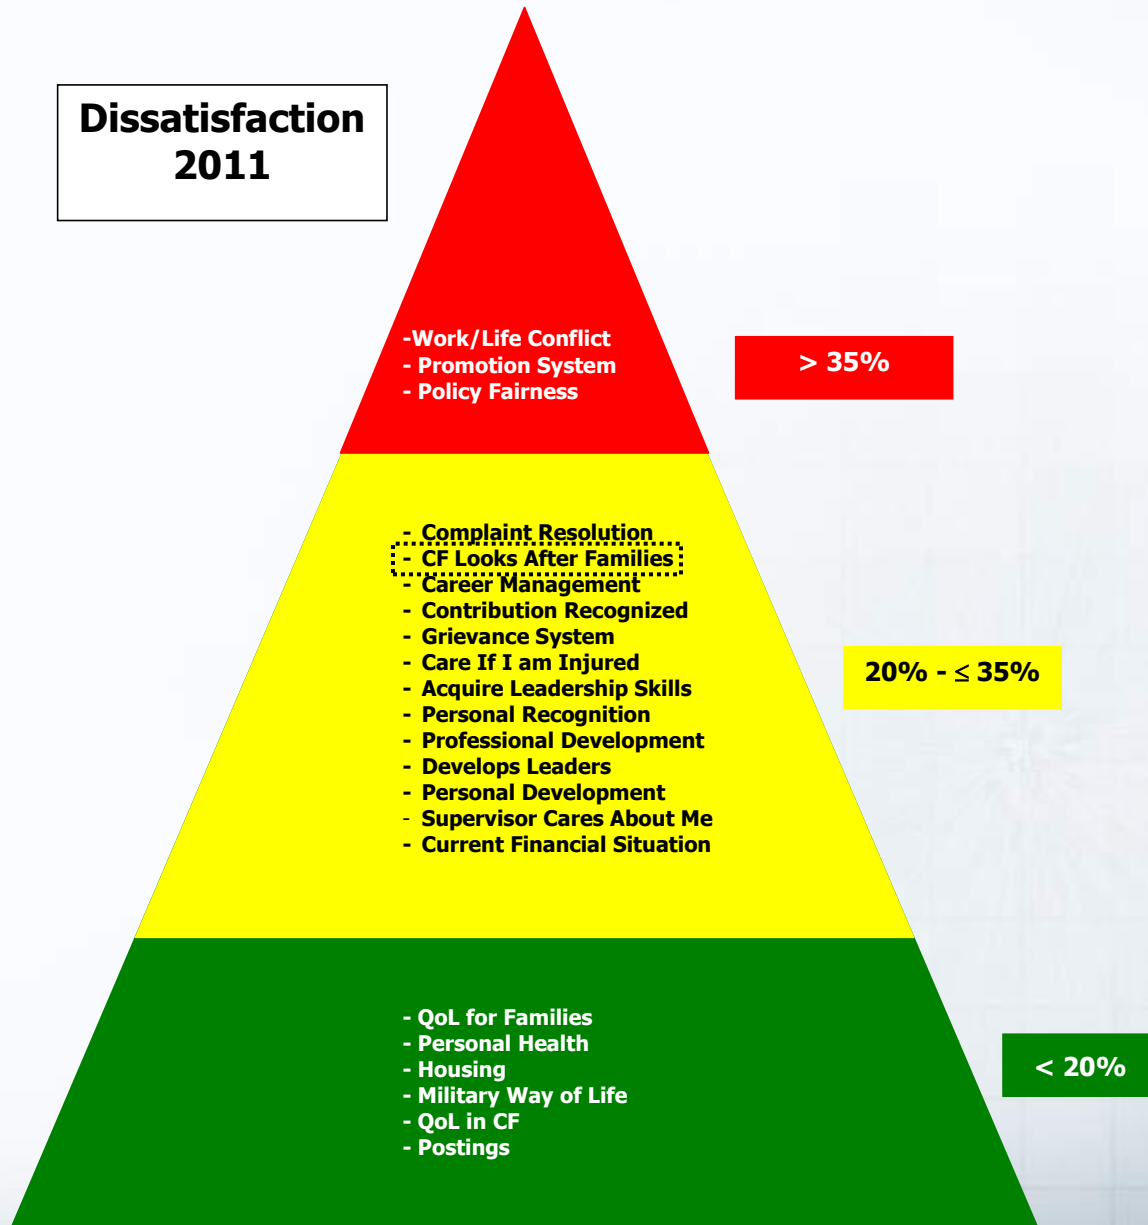 Dissatisfaction
2011
-Work/Life Conflict
- Promotion System
- Policy Fairness
> 35%
- Complaint Resolution
- CF Looks After Families
- Career Management
- Contribution Recognized
- Grievance System
- Care If I am Injured
- Acquire Leadership Skills
- Personal Recognition
- Professional Development
- Develops Leaders
- Personal Development
- Supervisor Cares About Me
- Current Financial Situation
20% - ≤ 35%
- QoL for Families
- Personal Health
- Housing
- Military Way of Life
- QoL in CF
- Postings
< 20%